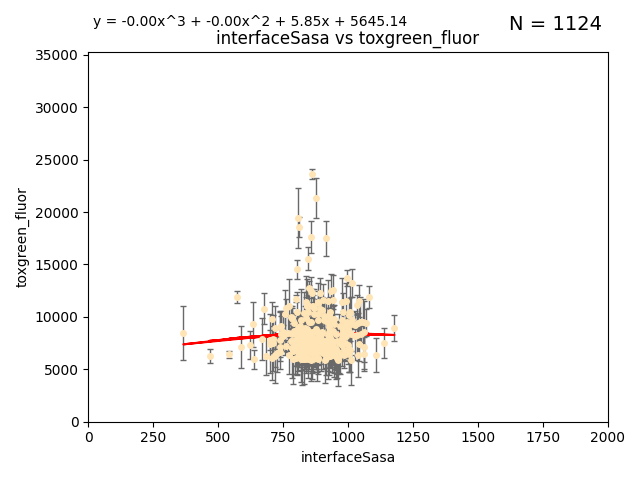 y = -0.00x^3 + -0.00x^2 + 5.85x + 5645.14
N = 1124
interfaceSasa vs toxgreen_fluor
35000
30000
25000
20000
15000
10000
5000
0
toxgreen_fluor
0 250 500 750 1000 1250 1500 1750 2000
interfaceSasa